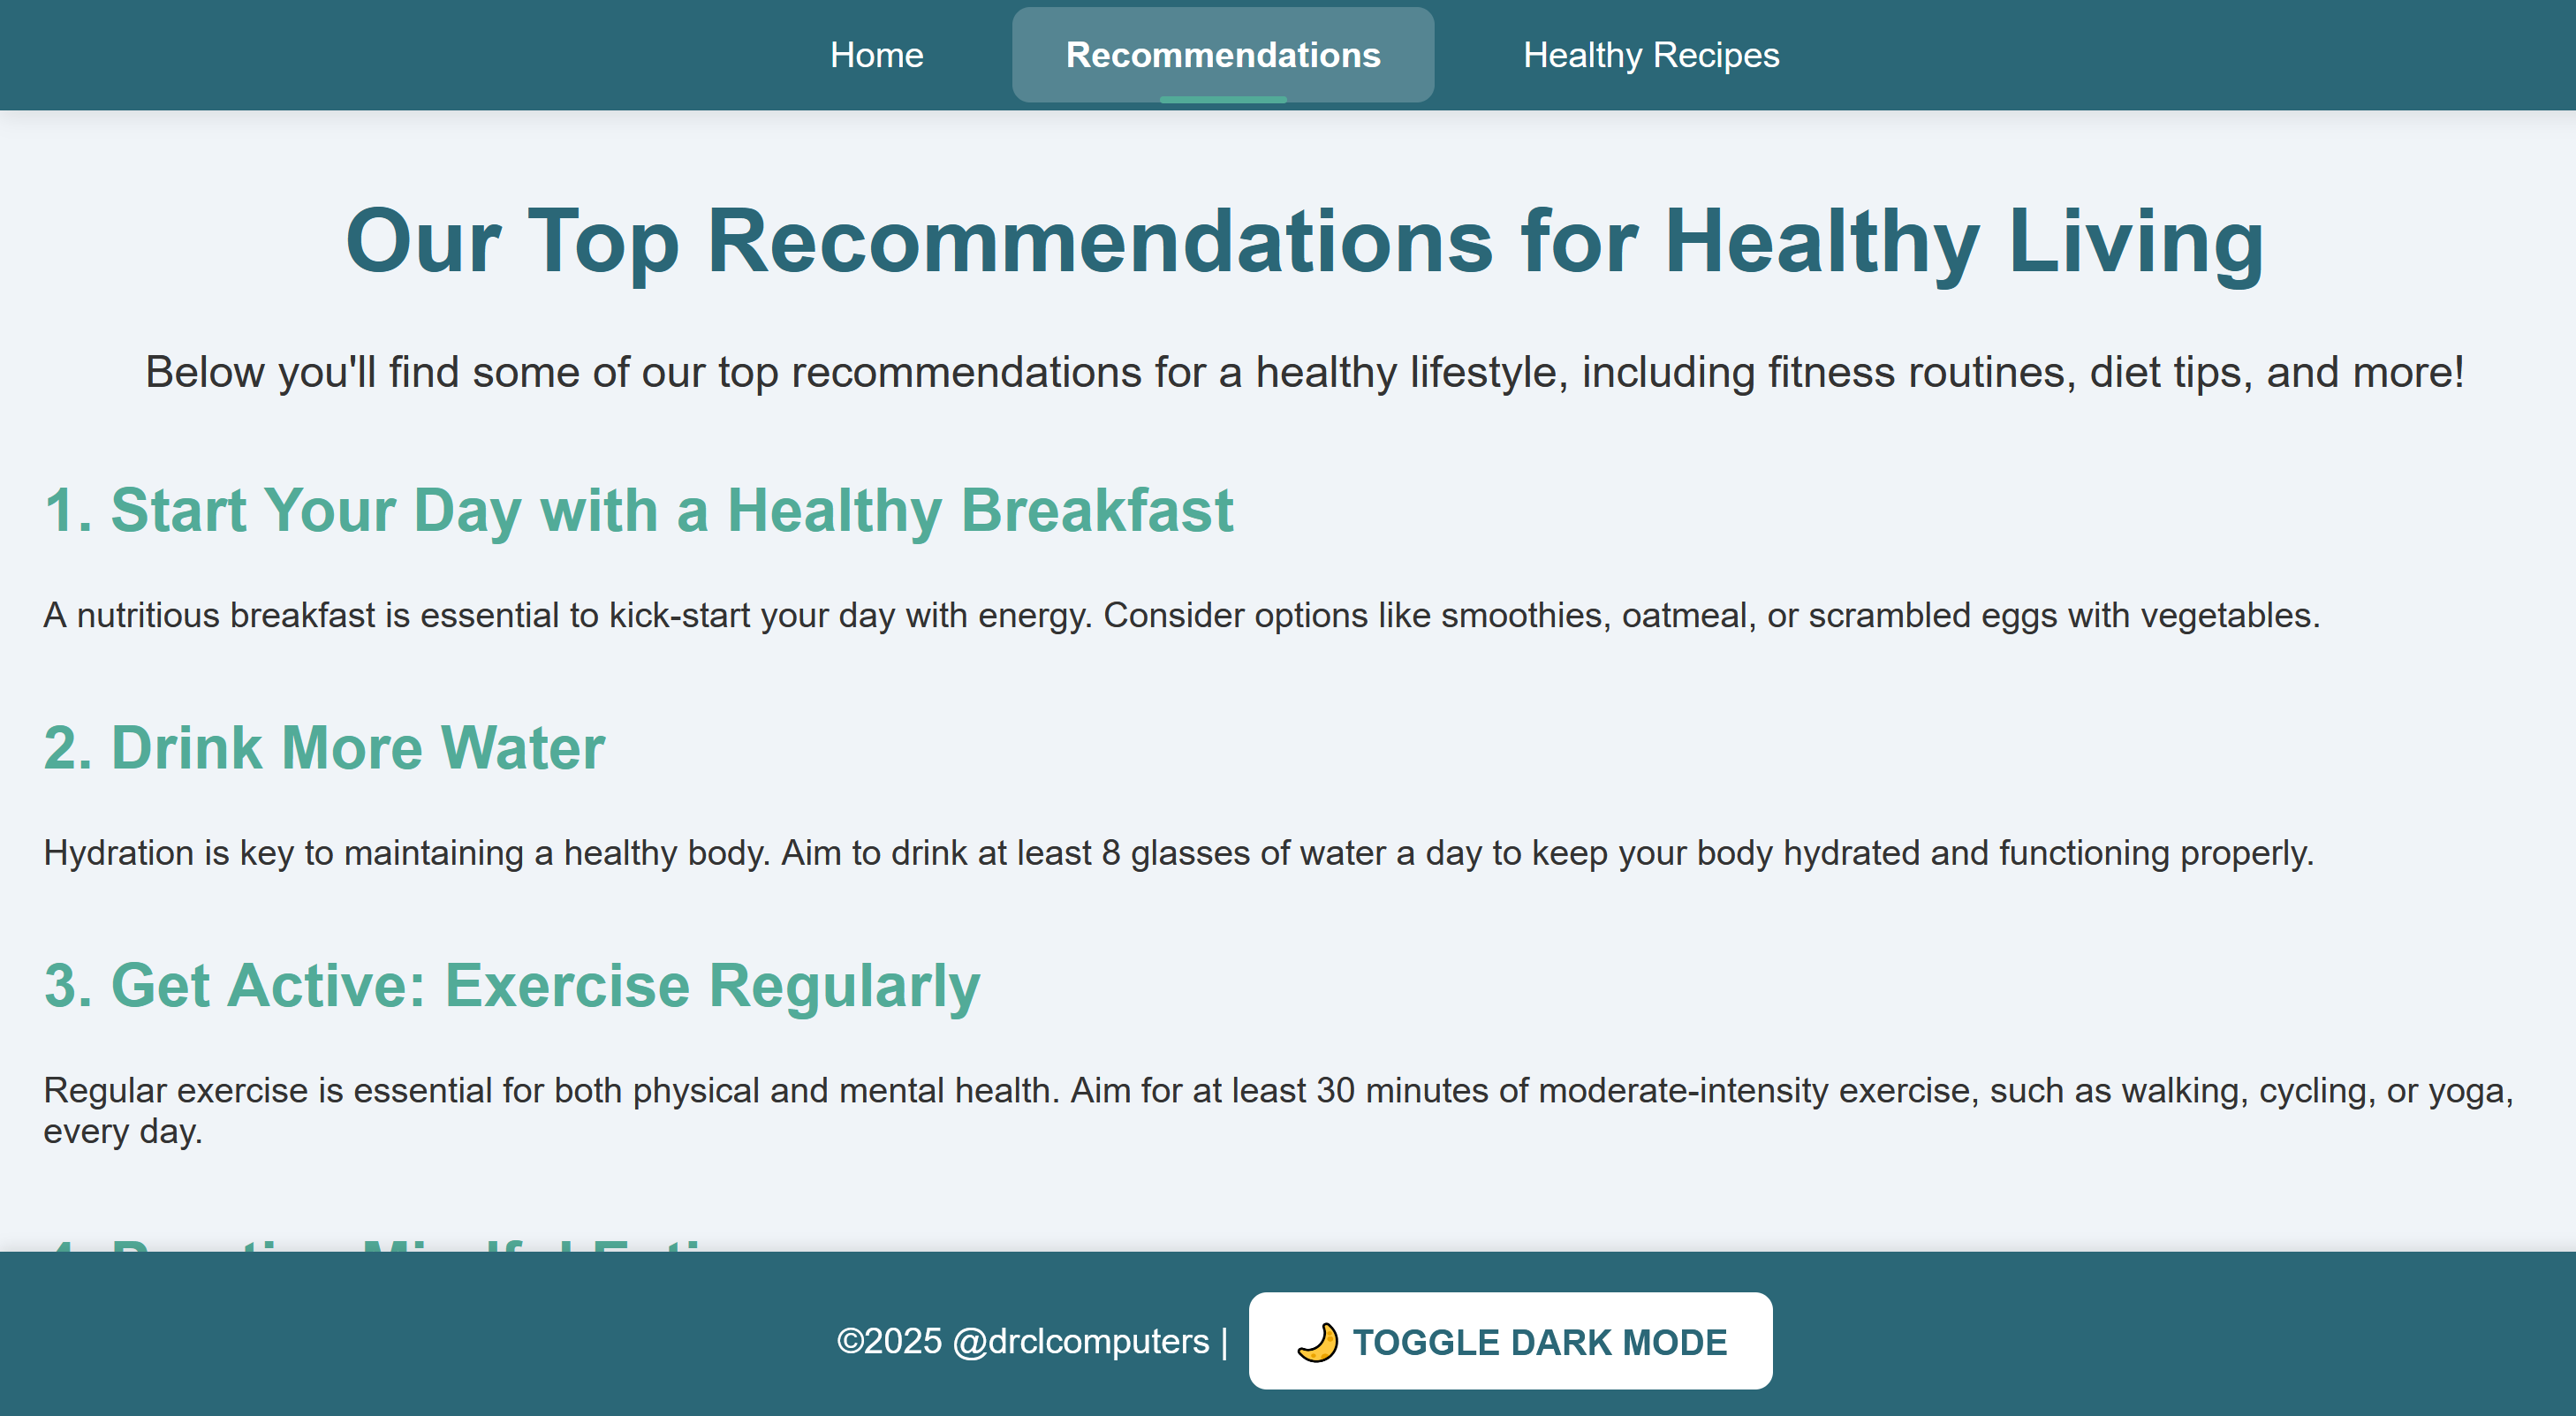 Home Recommendations Healthy Recipes
Our Top Recommendations for Healthy Living
Below you'll find some of our top recommendations for a healthy lifestyle, including fitness routines, diet tips, and more!
1. Start Your Day with a Healthy Breakfast
A nutritious breakfast is essential to kick-start your day with energy. Consider options like smoothies, oatmeal, or scrambled eggs with vegetables.
2. Drink More Water
Hydration is key to maintaining a healthy body. Aim to drink at least 8 glasses of water a day to keep your body hydrated and functioning properly.
3. Get Active: Exercise Regularly
Regular exercise is essential for both physical and mental health. Aim for at least 30 minutes of moderate-intensity exercise, such as walking, cycling, or yoga,
every day.
©2025 @drclcomputers | 🌙 TOGGLE DARK MODE